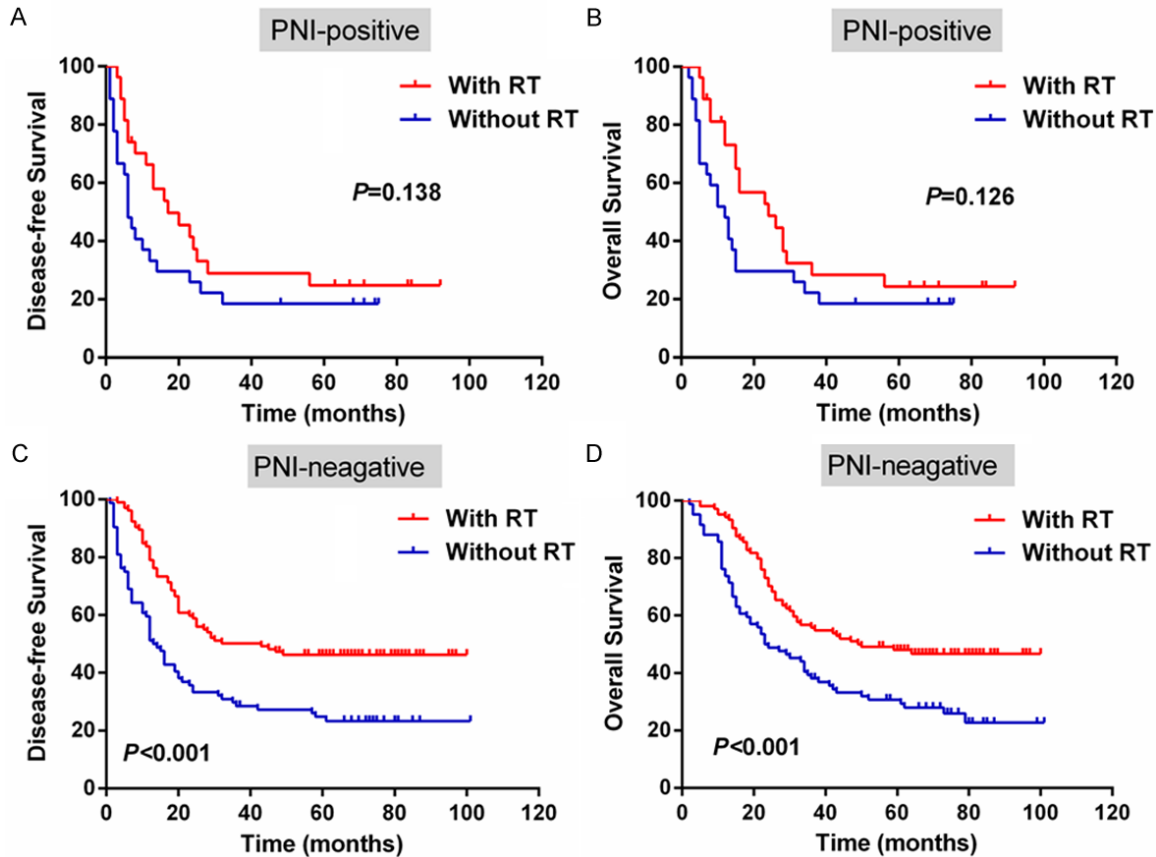 A
PNI-positive
100
80
60
40
20
0
Disease-free Survival
With RT
Without RT
P=0.138
0 20 40 60 80 100 120
Time (months)
B
PNI-positive
100
80
60
40
20
0
Overall Survival
With RT
Without RT
P=0.126
0 20 40 60 80 100 120
Time (months)
C
PNI-neagative
100
80
60
40
20
0
Disease-free Survival
With RT
Without RT
P<0.001
0 20 40 60 80 100 120
Time (months)
D
PNI-neagative
100
80
60
40
20
0
Overall Survival
With RT
Without RT
P<0.001
0 20 40 60 80 100 120
Time (months)